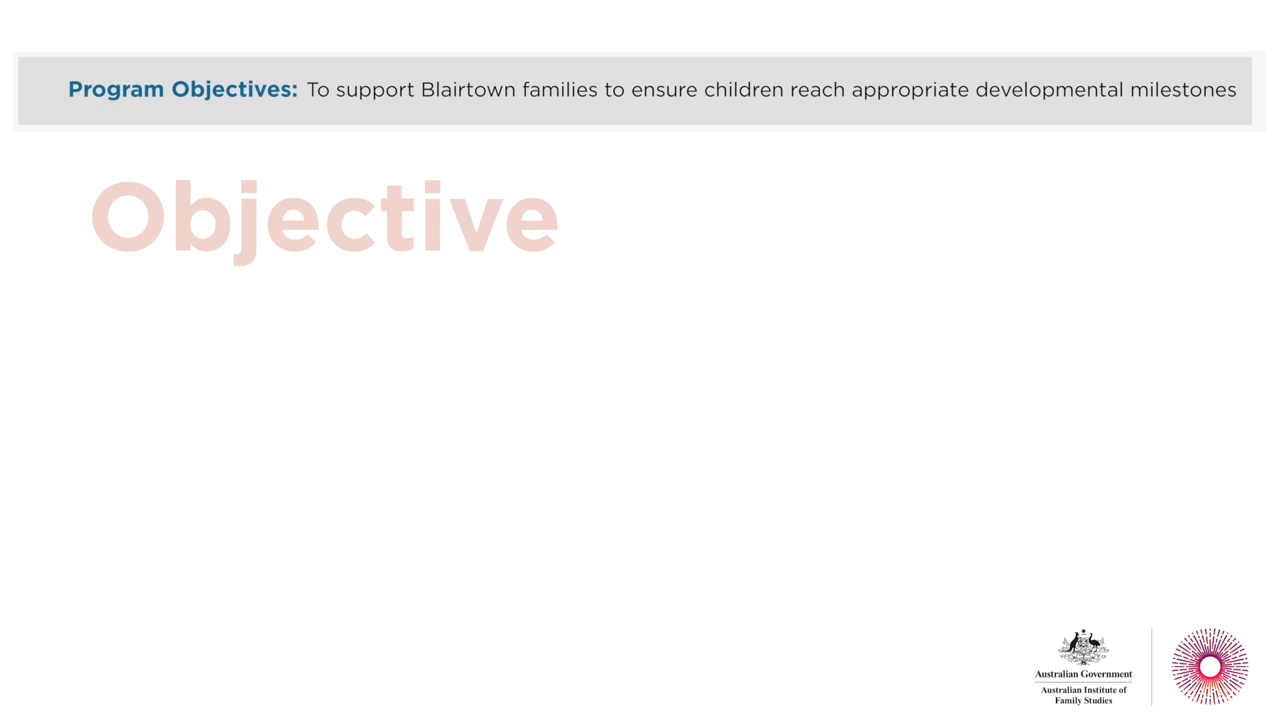 Program Objectives: To support Blairtown families to ensure children reach appropriate developmental milestones
Objective
Australian Government
Australian Institute of
Family Studies